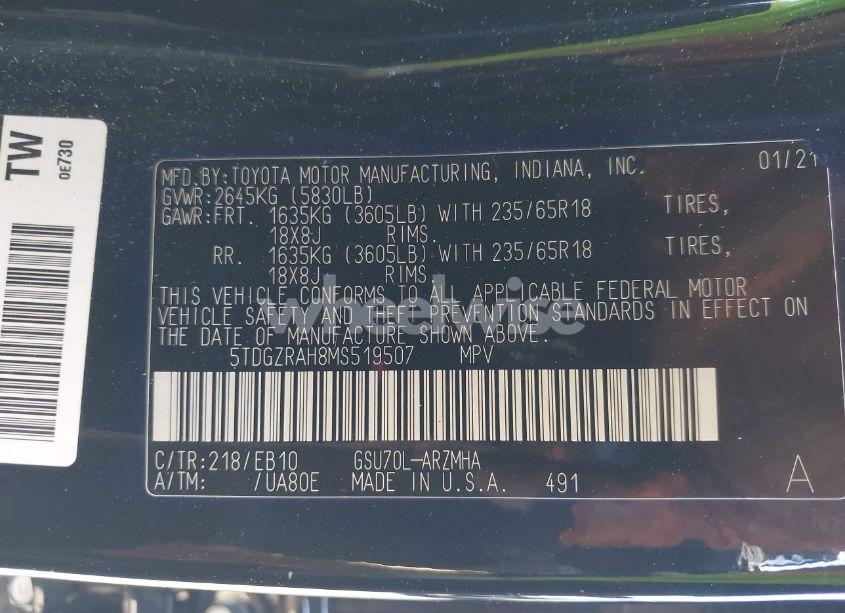 TW
0E730
MFD.BY:TOYOTA MOTOR MANUFACTURING, INDIANA, INC. 01/21
GVWR:2645KG (5830LB)
GAWR:FRT. 1635KG (3605LB) WITH 235/65R18 TIRES,
18X8J RIMS.
RR. 1635KG (3605LB) WITH 235/65R18 TIRES,
18X8J RIMS
THIS VEHICLE CONFORMS TO ALL APPLICABLE FEDERAL MOTOR
VEHICLE SAFETY AND THEFT PREVENTION STANDARDS IN EFFECT ON
THE DATE OF MANUFACTURE SHOWN ABOVE.
wheelwise
5TDGZRAH8MS519507 MPV
C/TR:218/EB10 GSU70L-ARZMHA
A/TM: /UA80E MADE IN U.S.A. 491 A